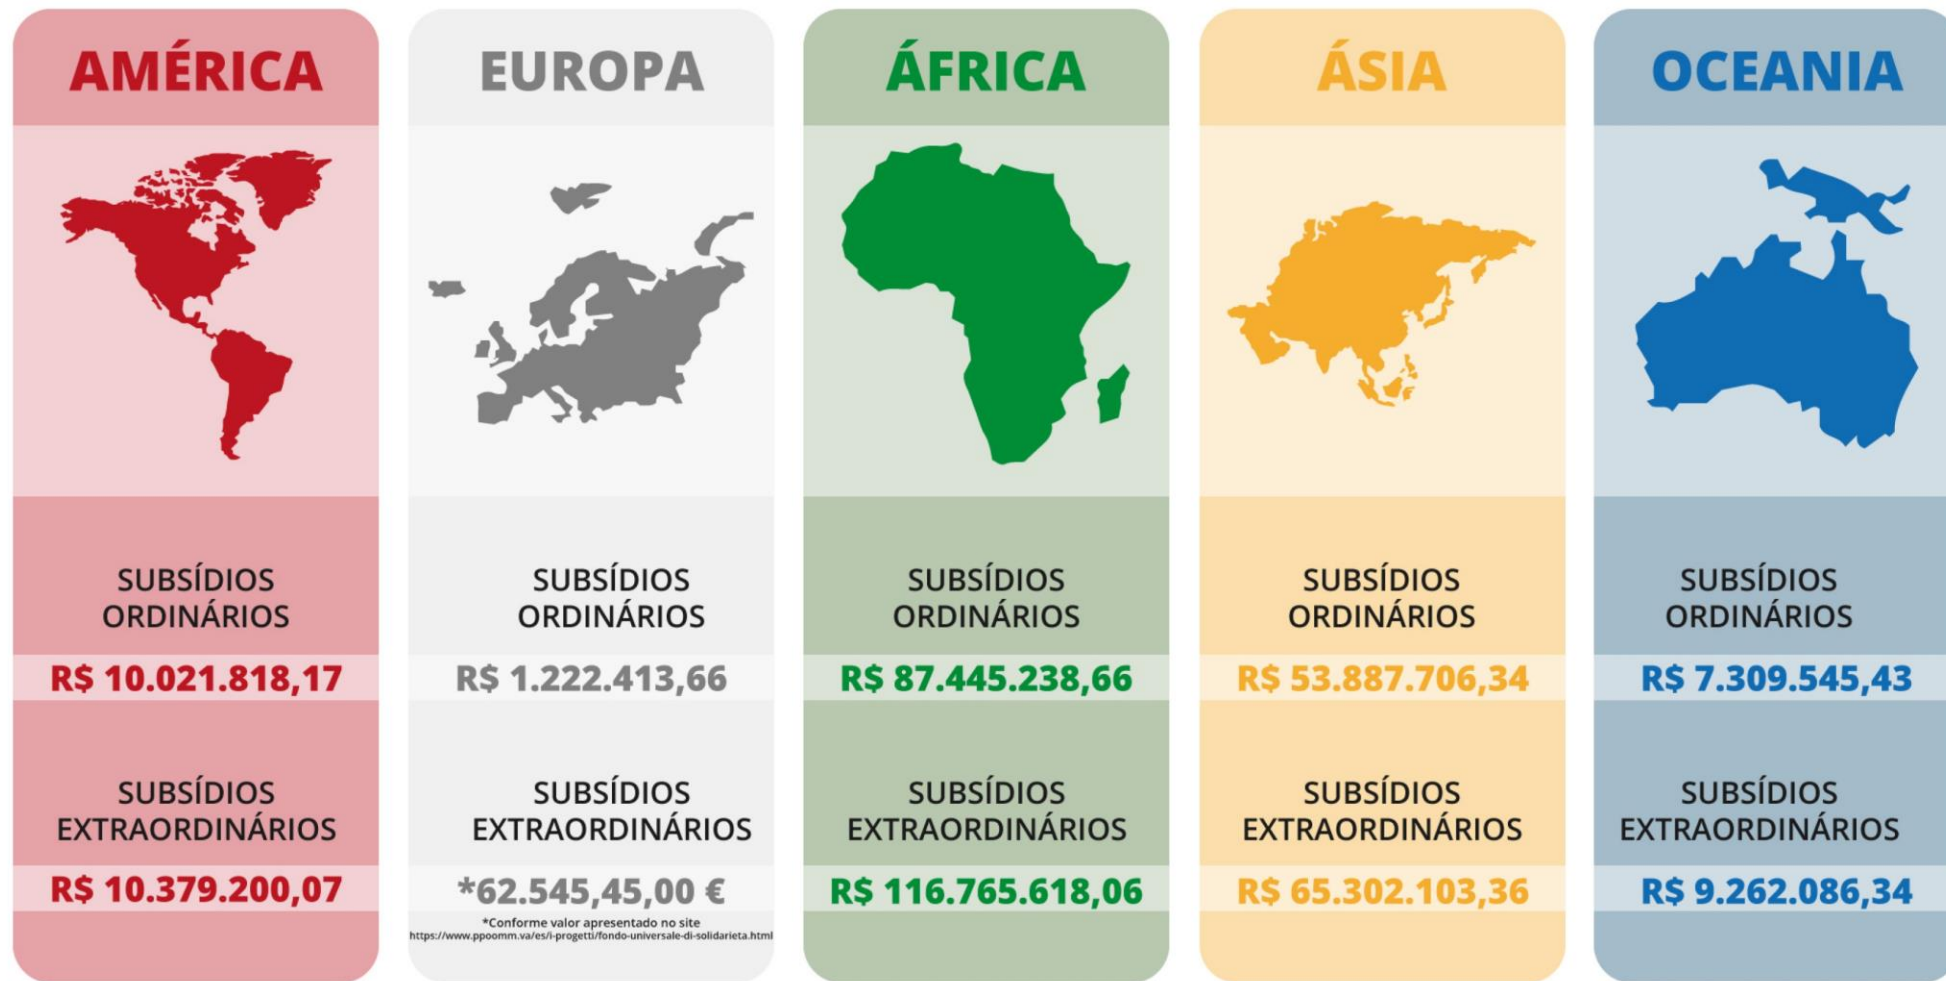 AMÉRICA
SUBSÍDIOS
ORDINÁRIOS
R$ 10.021.818,17
SUBSÍDIOS
EXTRAORDINÁRIOS
R$ 10.379.200,07
EUROPA
SUBSÍDIOS
ORDINÁRIOS
R$ 1.222.413,66
SUBSÍDIOS
EXTRAORDINÁRIOS
*62.545,45,00 €
*Conforme valor apresentado no site
https://www.ppoomm.va/es/i-progetti/fondo-universale-di-solidarieta.html
ÁFRICA
SUBSÍDIOS
ORDINÁRIOS
R$ 87.445.238,66
SUBSÍDIOS
EXTRAORDINÁRIOS
R$ 116.765.618,06
ÁSIA
SUBSÍDIOS
ORDINÁRIOS
R$ 53.887.706,34
SUBSÍDIOS
EXTRAORDINÁRIOS
R$ 65.302.103,36
OCEANIA
SUBSÍDIOS
ORDINÁRIOS
R$ 7.309.545,43
SUBSÍDIOS
EXTRAORDINÁRIOS
R$ 9.262.086,34